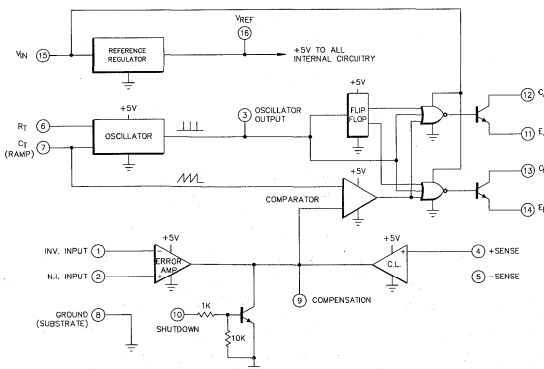 VREF
16
VIN 15
REFERENCE
REGULATOR
+5V TO ALL
INTERNAL CIRCUITRY
+5V
+5V
12
RT 6
OSCILLATOR
3 OSCILLATOR
OUTPUT
FLIP
FLOP
11
CT 7
(RAMP)
+5V
13
COMPARATOR
14
+5V
+5V
INV. INPUT 1
-
ERROR
AMP
+
C.L.
+
4 +SENSE
N.I. INPUT 2
5 -SENSE
9 COMPENSATION
GROUND 8
(SUBSTRATE)
10
SHUTDOWN
1K
10K